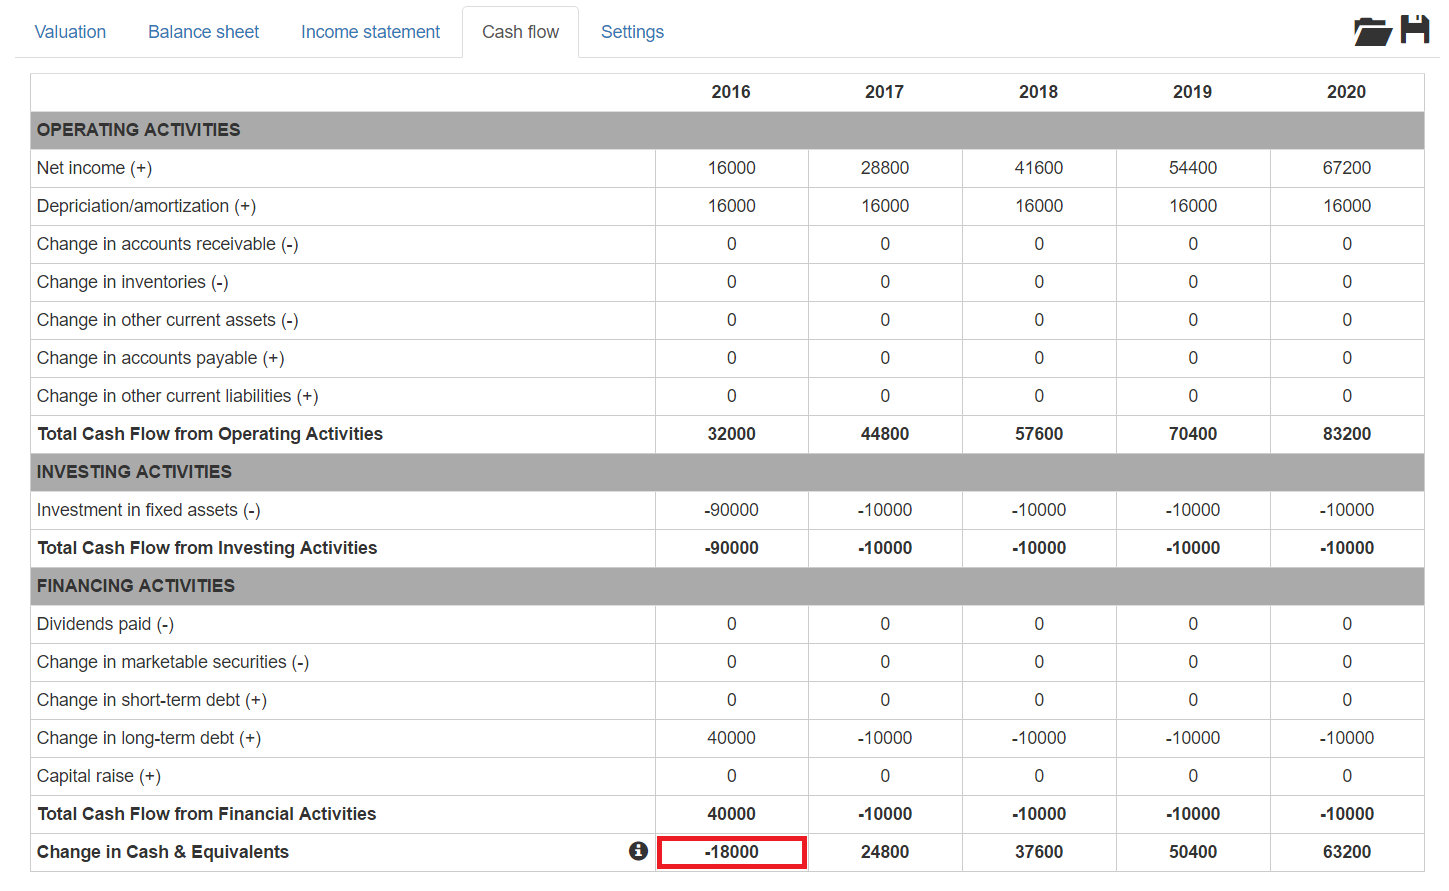 Valuation Balance sheet Income statement Cash flow Settings
2016 2017 2018 2019 2020
OPERATING ACTIVITIES
Net income (+) 16000 28800 41600 54400 67200
Depriciation/amortization (+) 16000 16000 16000 16000 16000
Change in accounts receivable (-) 0 0 0 0 0
Change in inventories (-) 0 0 0 0 0
Change in other current assets (-) 0 0 0 0 0
Change in accounts payable (+) 0 0 0 0 0
Change in other current liabilities (+) 0 0 0 0 0
Total Cash Flow from Operating Activities 32000 44800 57600 70400 83200
INVESTING ACTIVITIES
Investment in fixed assets (-) -90000 -10000 -10000 -10000 -10000
Total Cash Flow from Investing Activities -90000 -10000 -10000 -10000 -10000
FINANCING ACTIVITIES
Dividends paid (-) 0 0 0 0 0
Change in marketable securities (-) 0 0 0 0 0
Change in short-term debt (+) 0 0 0 0 0
Change in long-term debt (+) 40000 -10000 -10000 -10000 -10000
Capital raise (+) 0 0 0 0 0
Total Cash Flow from Financial Activities 40000 -10000 -10000 -10000 -10000
Change in Cash & Equivalents -18000 24800 37600 50400 63200